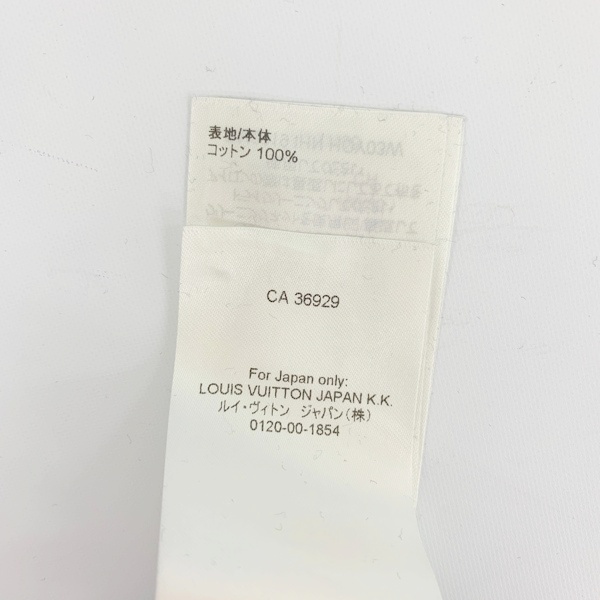 表地/本体
コットン 100%
CA 36929
For Japan only:
LOUIS VUITTON JAPAN K.K.
ルイ・ヴィトン ジャパン(株)
0120-00-1854